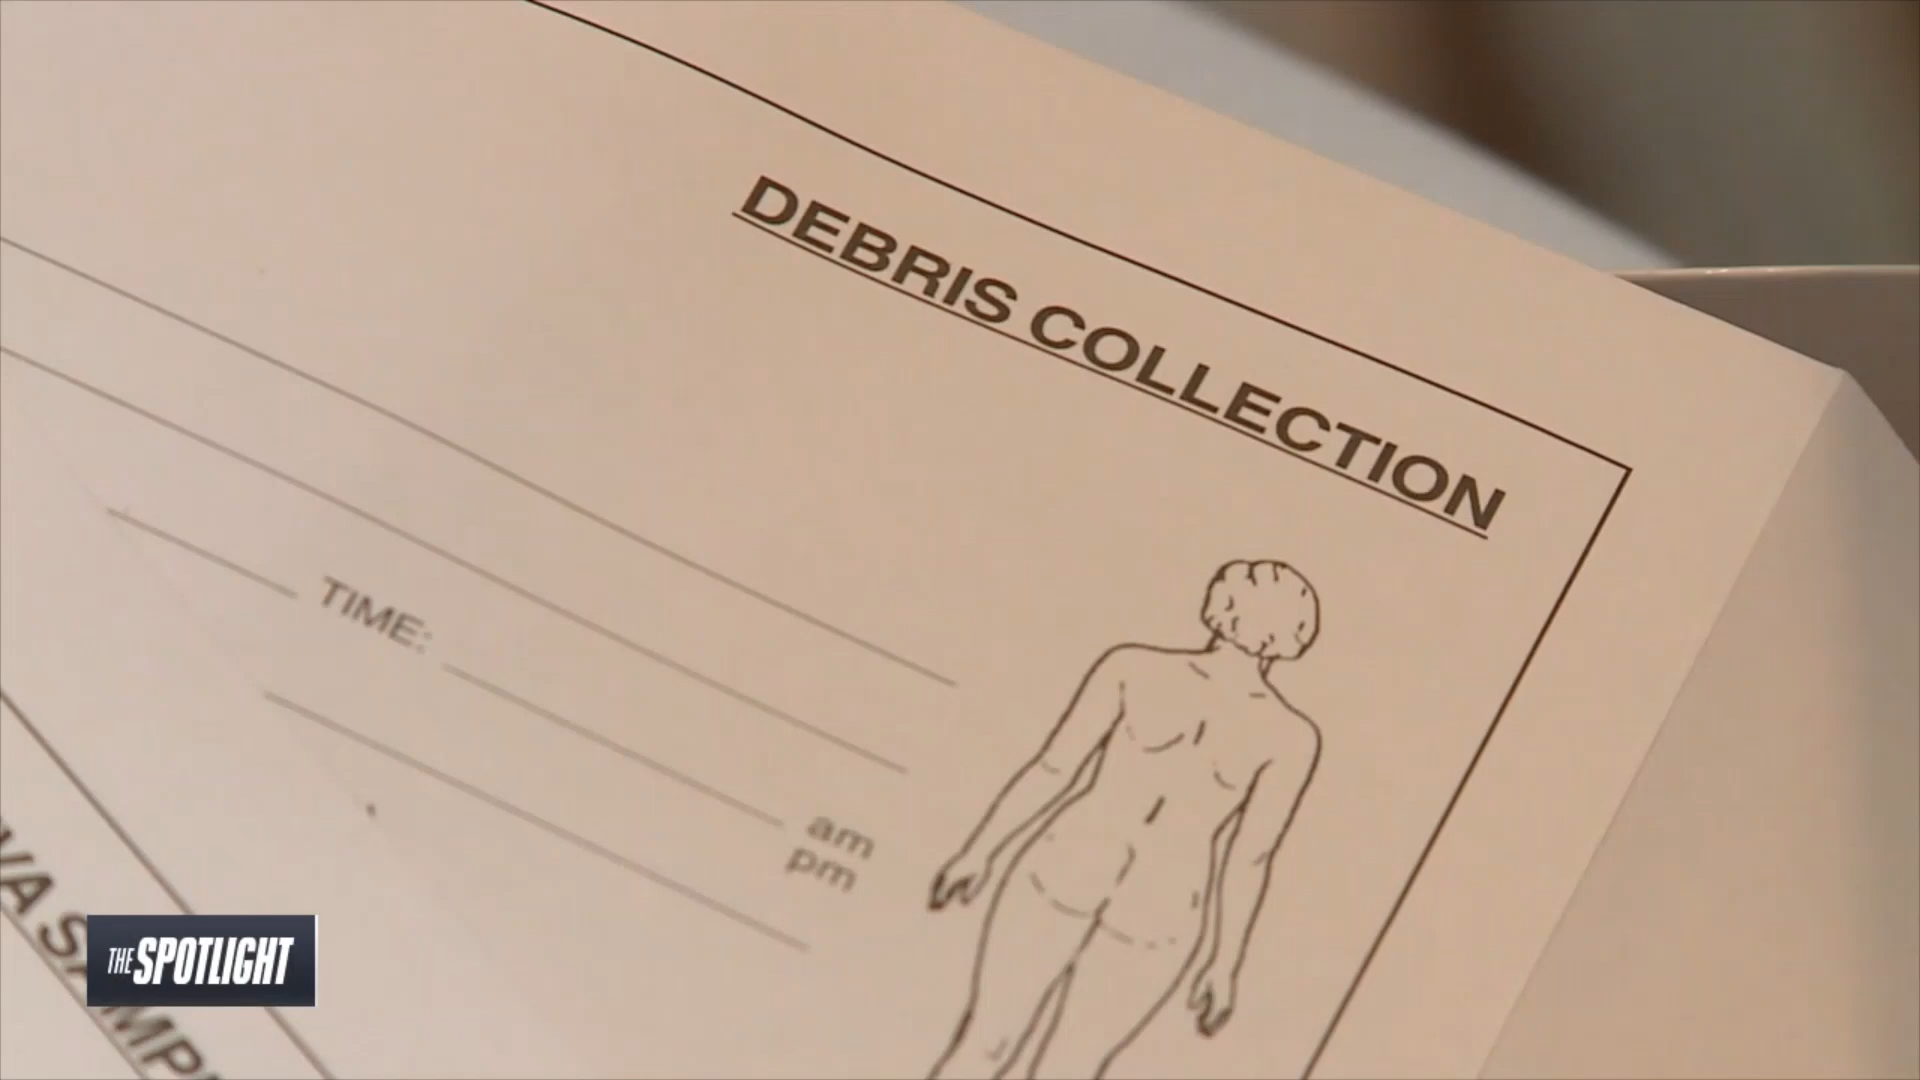 DEBRIS COLLECTION
TIME:
am
pm
THE SPOTLIGHT